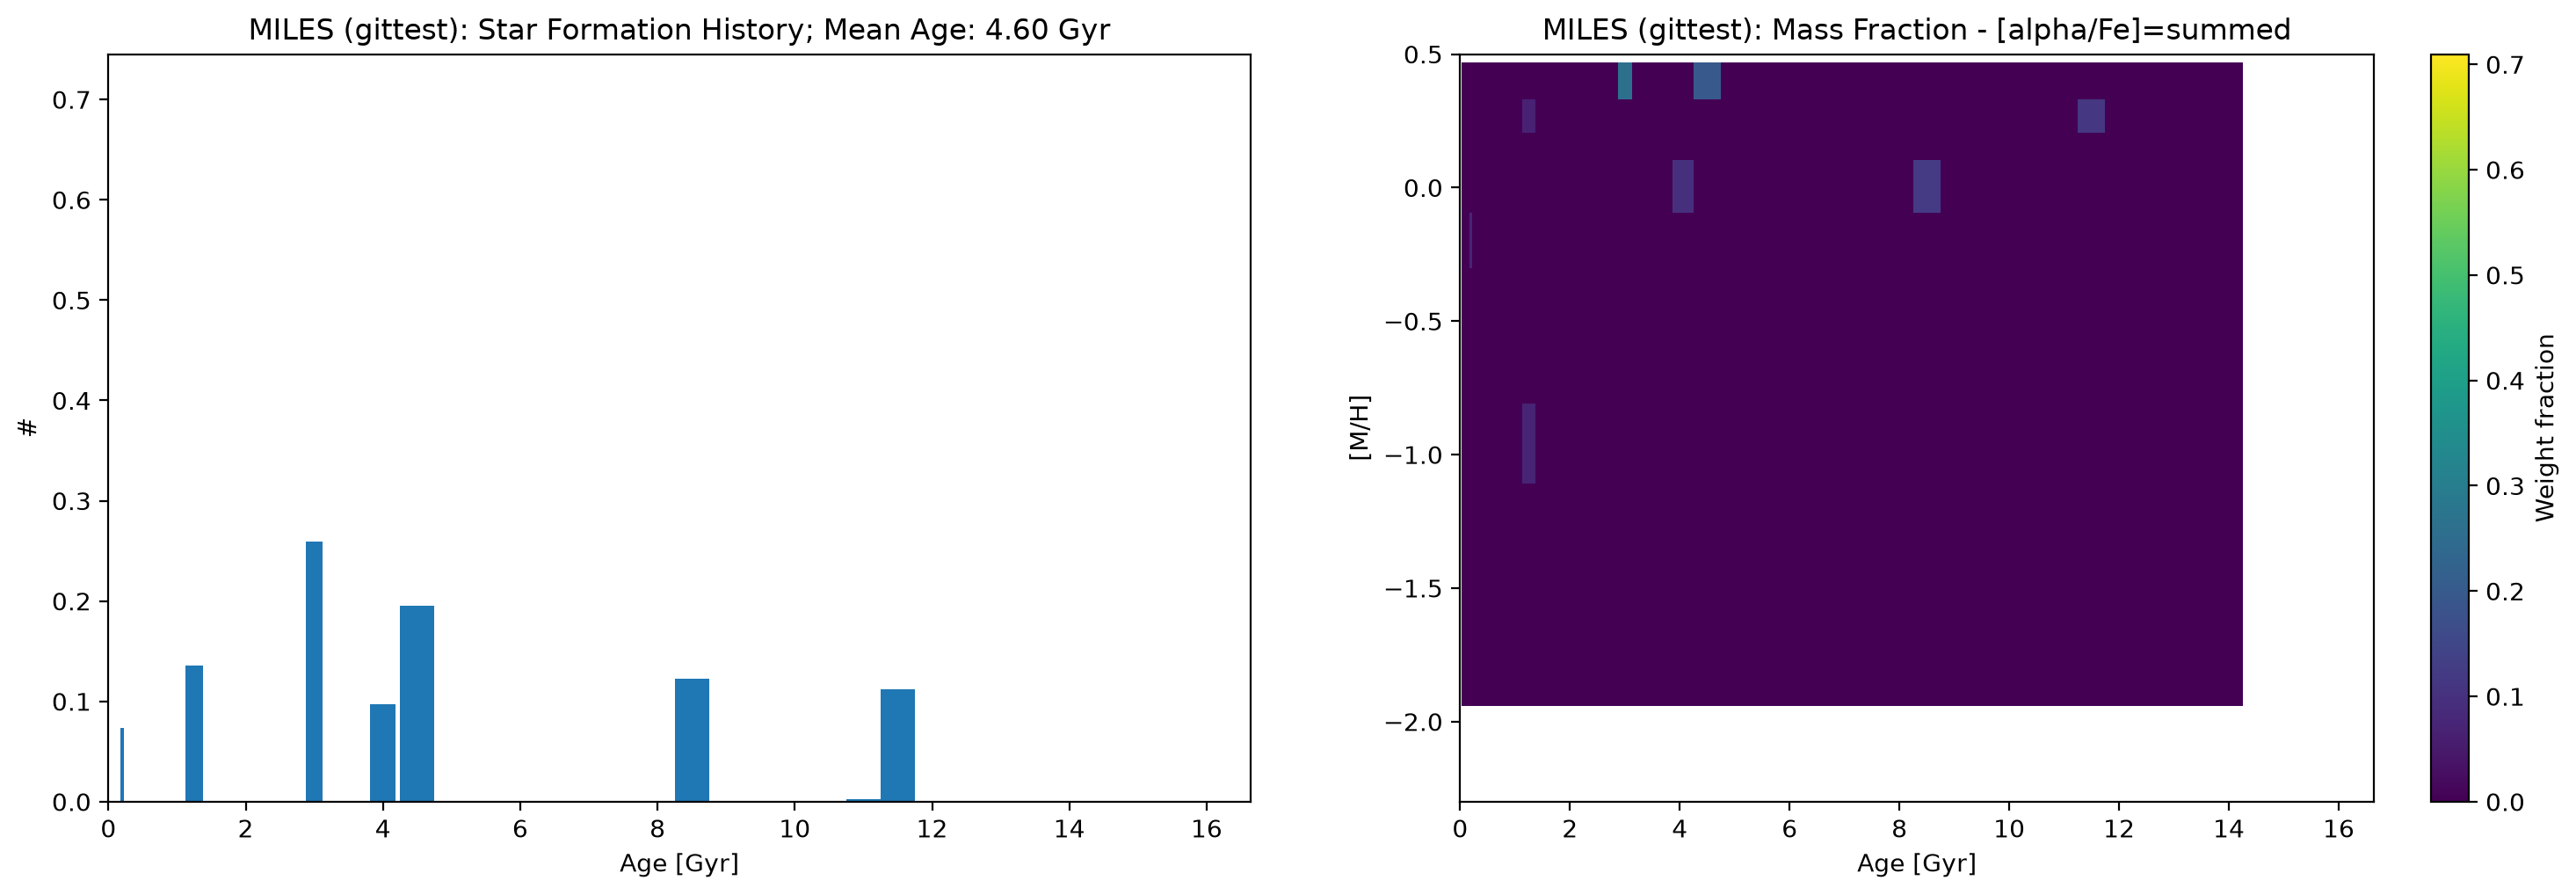 MILES (gittest): Star Formation History; Mean Age: 4.60 Gyr
0.7
0.6
0.5
0.4
0.3
0.2
0.1
0.0
#
0 2 4 6 8 10 12 14 16
Age [Gyr]
MILES (gittest): Mass Fraction - [alpha/Fe]=summed
0.5
0.0
−0.5
−1.0
−1.5
−2.0
[M/H]
0 2 4 6 8 10 12 14 16
Age [Gyr]
0.7
0.6
0.5
0.4
0.3
0.2
0.1
0.0
Weight fraction